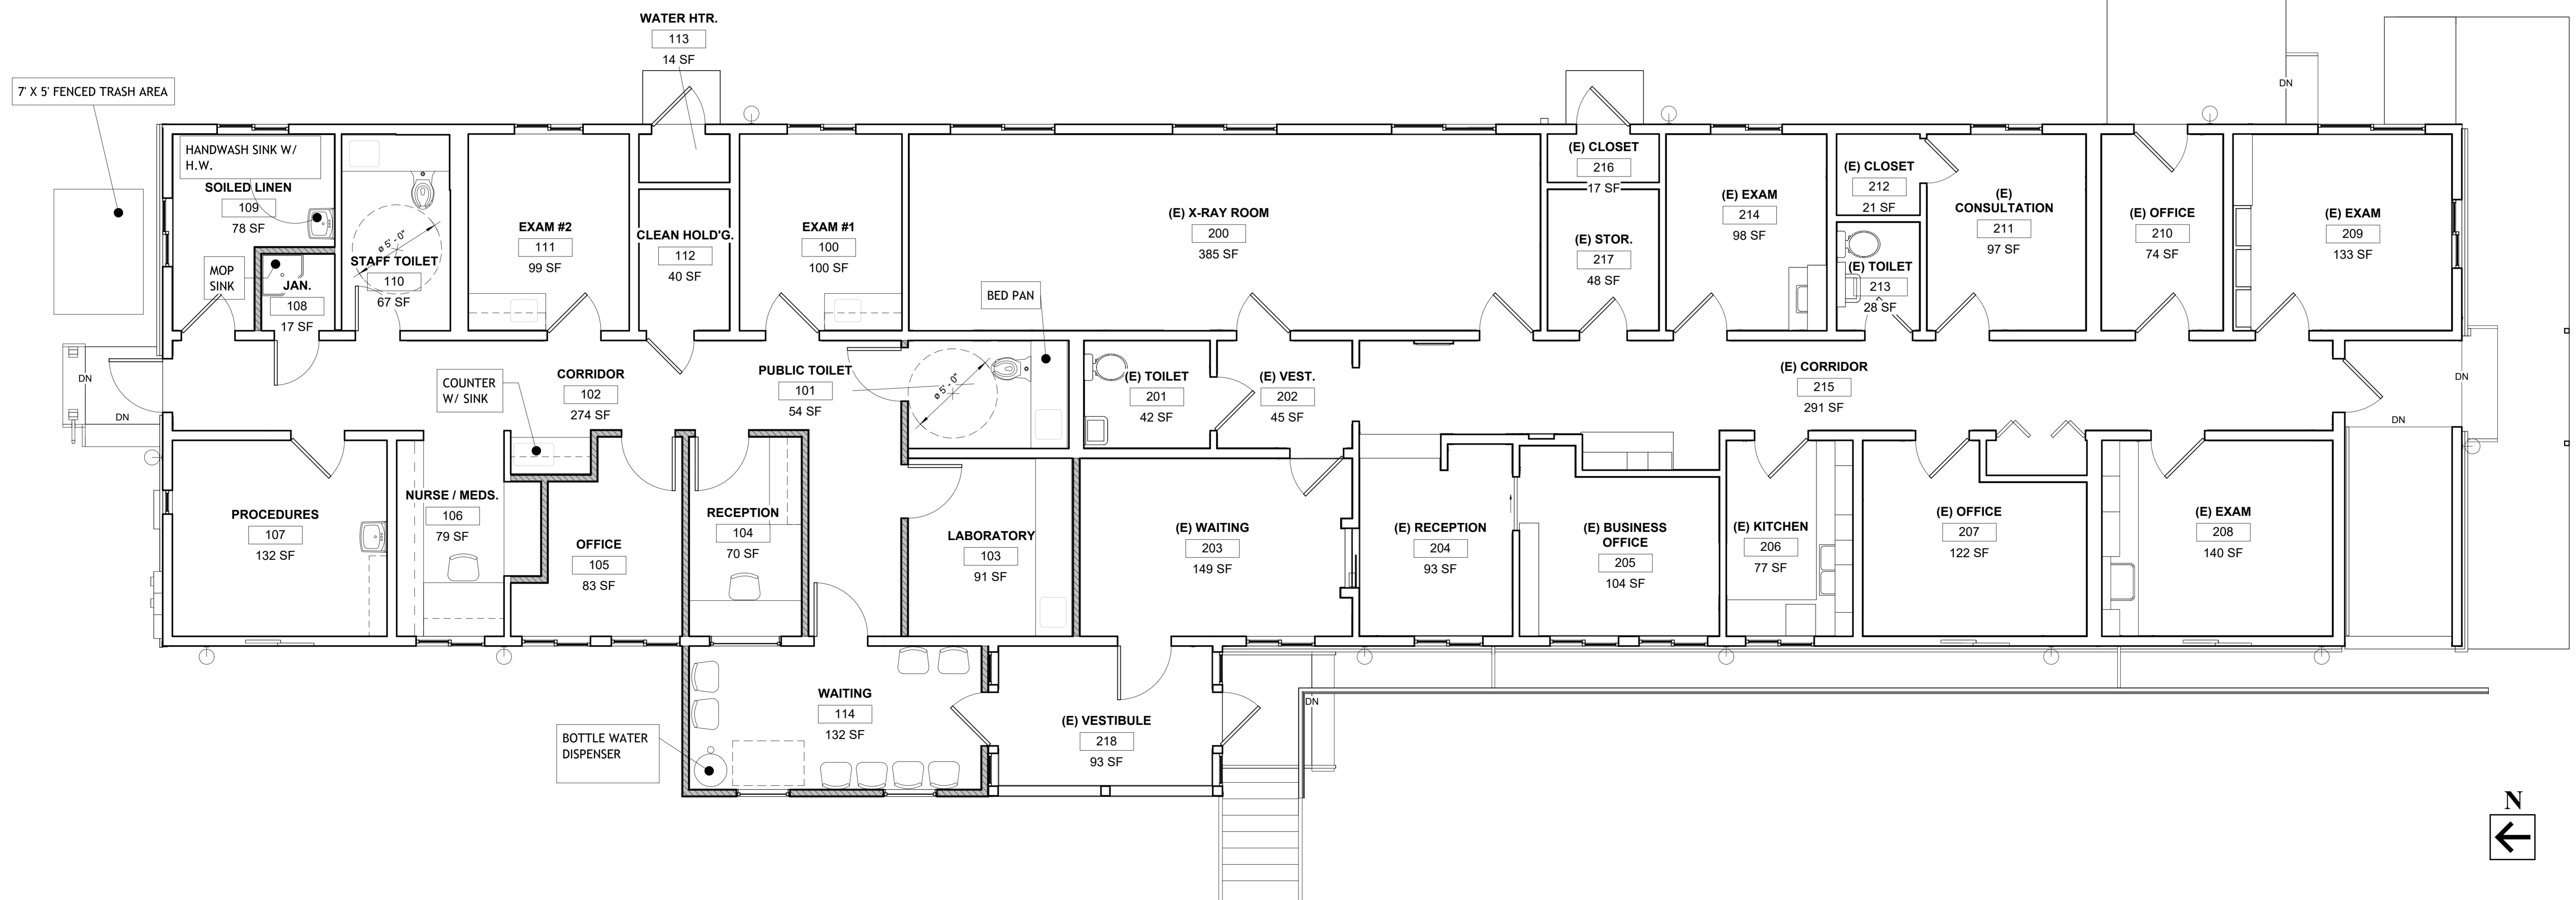 WATER HTR.
113
14 SF
7' X 5' FENCED TRASH AREA
HANDWASH SINK W/
H.W.
SOILED LINEN
109
78 SF
MOP
SINK
JAN.
108
17 SF
ø 5' - 0"
STAFF TOILET
110
67 SF
EXAM #2
111
99 SF
CLEAN HOLD'G.
112
40 SF
EXAM #1
100
100 SF
(E) X-RAY ROOM
200
385 SF
BED PAN
(E) CLOSET
216
17 SF
(E) STOR.
217
48 SF
(E) EXAM
214
98 SF
(E) CLOSET
212
21 SF
(E) TOILET
213
28 SF
(E)
CONSULTATION
211
97 SF
(E) OFFICE
210
74 SF
(E) EXAM
209
133 SF
DN
DN
DN
COUNTER
W/ SINK
CORRIDOR
102
274 SF
PUBLIC TOILET
101
54 SF
ø 5' - 0"
(E) TOILET
201
42 SF
(E) VEST.
202
45 SF
(E) CORRIDOR
215
291 SF
DN
DN
PROCEDURES
107
132 SF
NURSE / MEDS.
106
79 SF
OFFICE
105
83 SF
RECEPTION
104
70 SF
LABORATORY
103
91 SF
(E) WAITING
203
149 SF
(E) RECEPTION
204
93 SF
(E) BUSINESS
OFFICE
205
104 SF
(E) KITCHEN
206
77 SF
(E) OFFICE
207
122 SF
(E) EXAM
208
140 SF
WAITING
114
132 SF
BOTTLE WATER
DISPENSER
(E) VESTIBULE
218
93 SF
DN
N